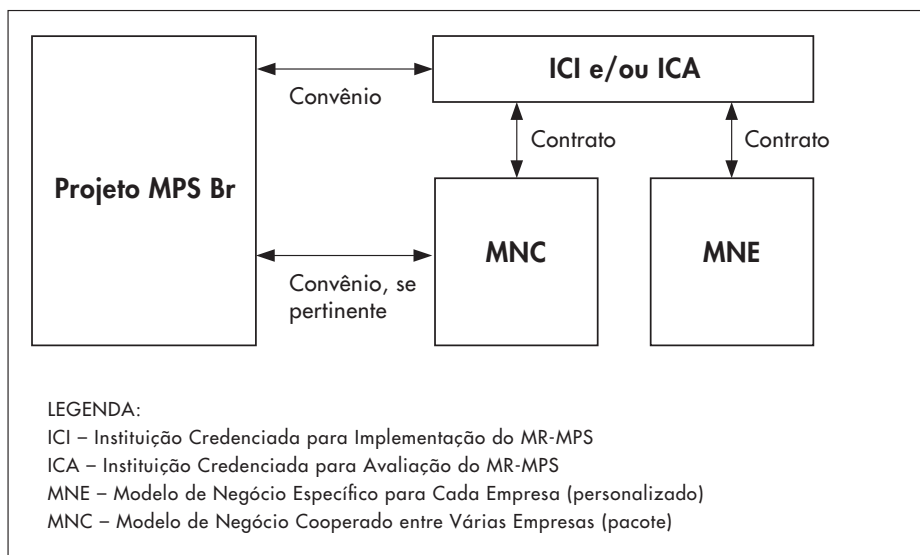 ICI e/ou ICA
Convênio
Contrato
Contrato
Projeto MPS Br
MNC
MNE
Convênio, se
pertinente
LEGENDA:
ICI – Instituição Credenciada para Implementação do MR-MPS
ICA – Instituição Credenciada para Avaliação do MR-MPS
MNE – Modelo de Negócio Específico para Cada Empresa (personalizado)
MNC – Modelo de Negócio Cooperado entre Várias Empresas (pacote)